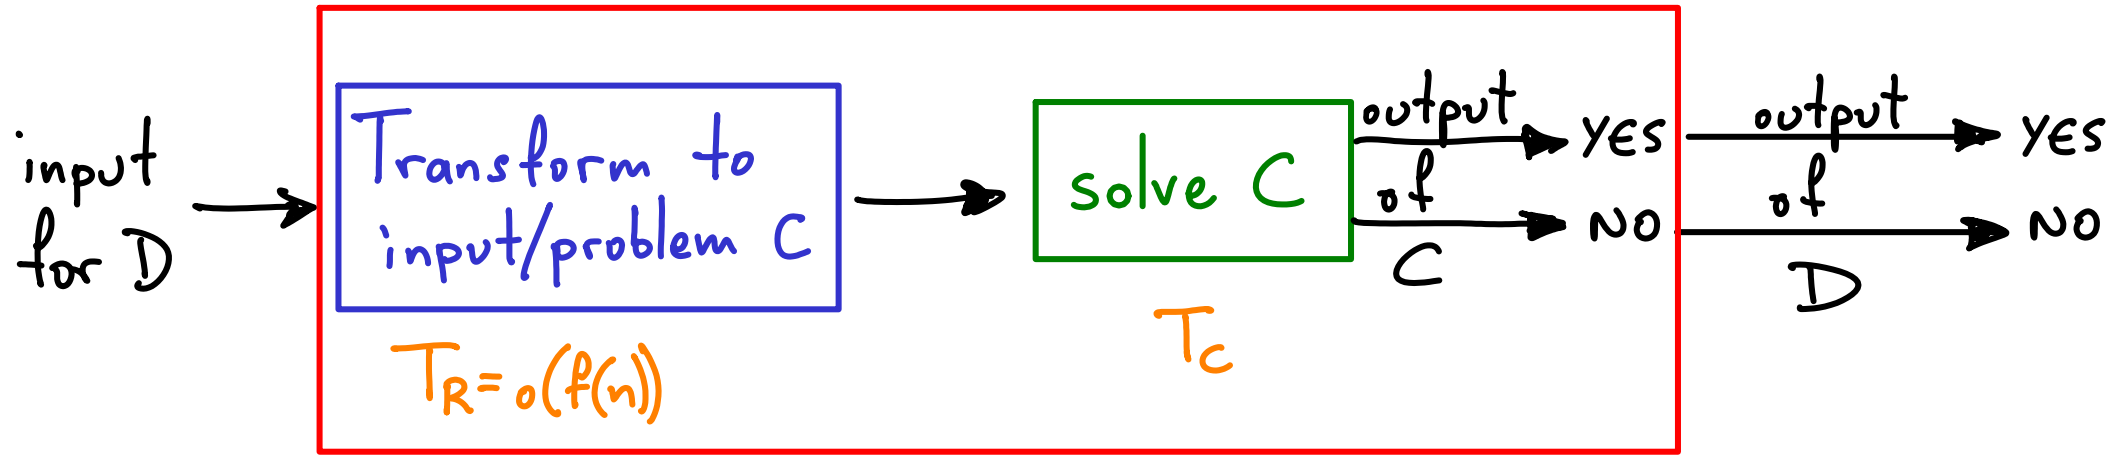 input
for D
Transform to
input/problem C
T_R = o(f(n))
solve C
T_C
output
of
C
YES
NO
output
of
D
YES
NO